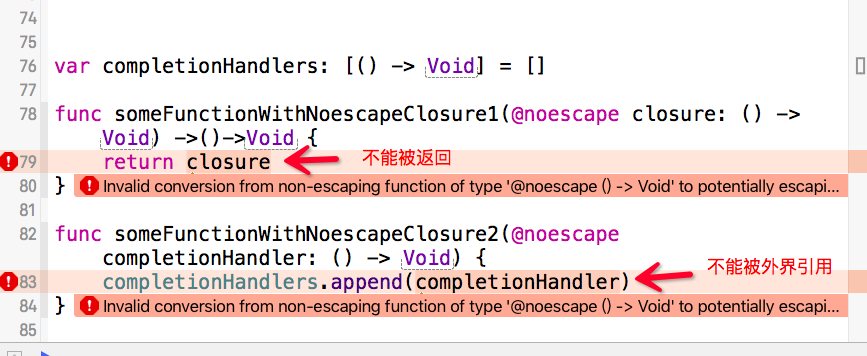 74
75
76 var completionHandlers: [() -> Void] = []
77
78 func someFunctionWithNoescapeClosure1(@noescape closure: () ->
Void) ->()->Void {
79 return closure 不能被返回
80 } Invalid conversion from non-escaping function of type '@noescape () -> Void' to potentially escapi...
81
82 func someFunctionWithNoescapeClosure2(@noescape
completionHandler: () -> Void) {
83 completionHandlers.append(completionHandler) 不能被外界引用
84 } Invalid conversion from non-escaping function of type '@noescape () -> Void' to potentially escapi...
85